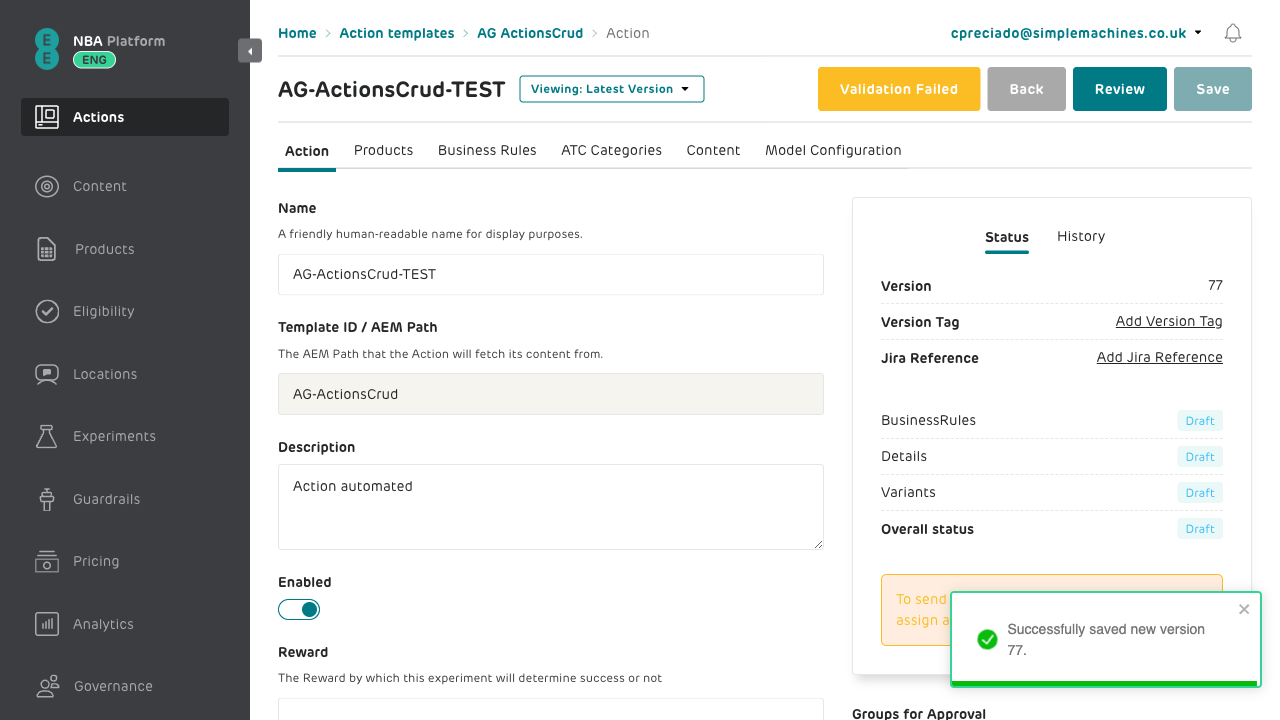 NBA Platform
ENG
Actions
Content
Products
Eligibility
Locations
Experiments
Guardrails
Pricing
Analytics
Governance
Home > Action templates > AG ActionsCrud > Action
cpreciado@simplemachines.co.uk
AG-ActionsCrud-TEST
Viewing: Latest Version
Validation Failed
Back
Review
Save
Action
Products
Business Rules
ATC Categories
Content
Model Configuration
Name
A friendly human-readable name for display purposes.
AG-ActionsCrud-TEST
Template ID / AEM Path
The AEM Path that the Action will fetch its content from.
AG-ActionsCrud
Description
Action automated
Enabled
Reward
The Reward by which this experiment will determine success or not
Status
History
Version 77
Version Tag Add Version Tag
Jira Reference Add Jira Reference
BusinessRules Draft
Details Draft
Variants Draft
Overall status Draft
To send
assign a
Successfully saved new version
77.
Groups for Approval